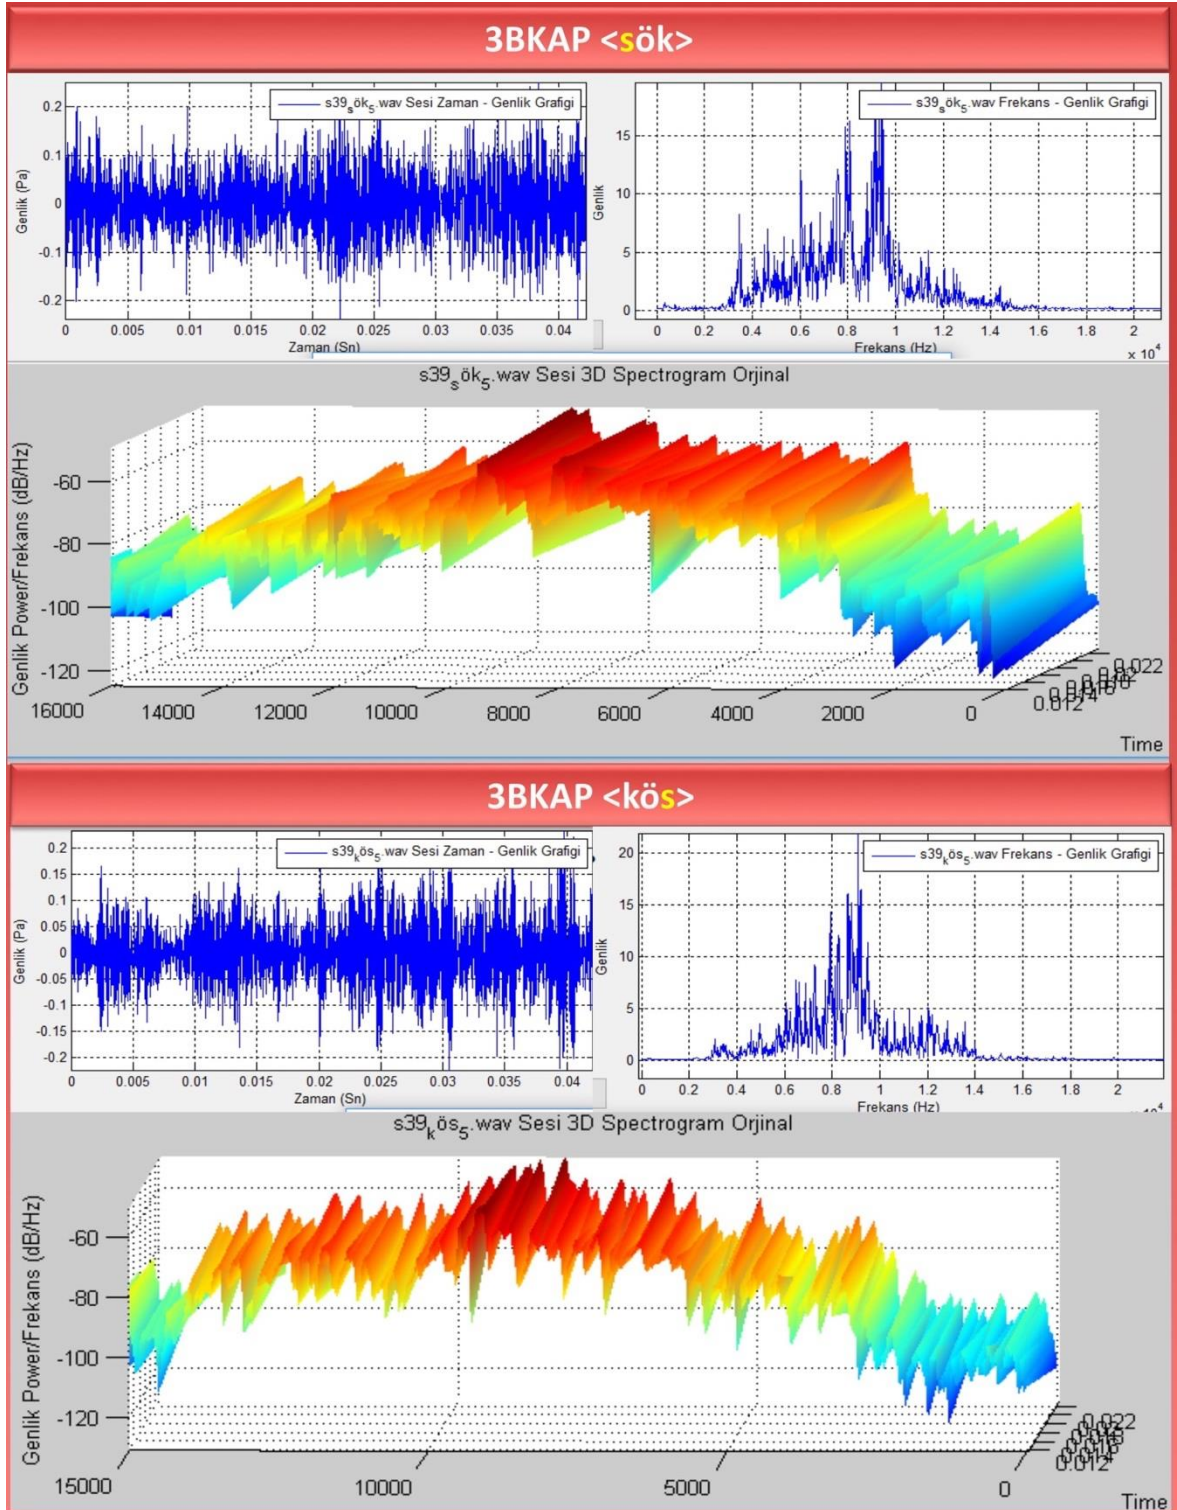 3BKAP <sök>
s39_sök_5.wav Sesi Zaman - Genlik Grafigi
Genlik (Pa)
0.2
0.1
0
-0.1
-0.2
0 0.005 0.01 0.015 0.02 0.025 0.03 0.035 0.04
Zaman (Sn)
s39_sök_5.wav Frekans - Genlik Grafigi
Genlik
15
10
5
0
0 0.2 0.4 0.6 0.8 1 1.2 1.4 1.6 1.8 2
Frekans (Hz)
x 10^4
s39_sök_5.wav Sesi 3D Spectrogram Orjinal
Genlik Power/Frekans (dB/Hz)
-60
-80
-100
-120
16000 14000 12000 10000 8000 6000 4000 2000 0
0.022
0.012
Time
3BKAP <kös>
s39_kös_5.wav Sesi Zaman - Genlik Grafigi
Genlik (Pa)
0.2
0.15
0.1
0.05
0
-0.05
-0.1
-0.15
-0.2
0 0.005 0.01 0.015 0.02 0.025 0.03 0.035 0.04
Zaman (Sn)
s39_kös_5.wav Frekans - Genlik Grafigi
Genlik
20
15
10
5
0
0 0.2 0.4 0.6 0.8 1 1.2 1.4 1.6 1.8 2
Frekans (Hz)
s39_kös_5.wav Sesi 3D Spectrogram Orjinal
Genlik Power/Frekans (dB/Hz)
-60
-80
-100
-120
15000 10000 5000 0
0.022
0.012
Time